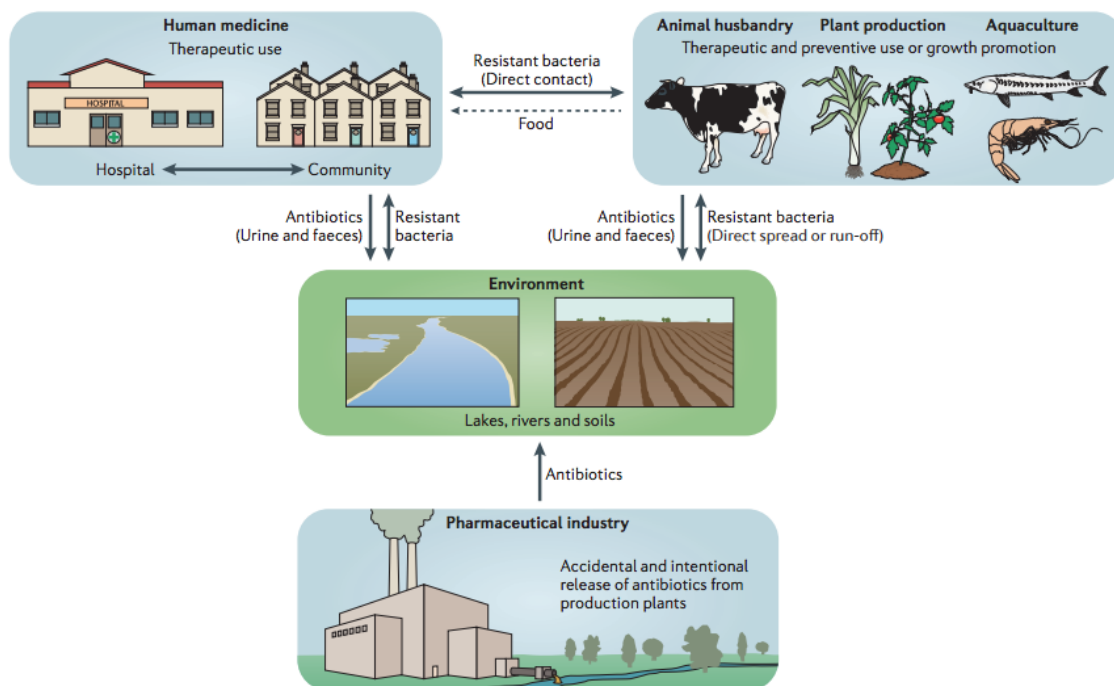 Human medicine
Therapeutic use
HOSPITAL
Hospital
Community
Resistant bacteria
(Direct contact)
Food
Animal husbandry
Plant production
Aquaculture
Therapeutic and preventive use or growth promotion
Antibiotics
(Urine and faeces)
Resistant
bacteria
Antibiotics
(Urine and faeces)
Resistant bacteria
(Direct spread or run-off)
Environment
Lakes, rivers and soils
Antibiotics
Pharmaceutical industry
Accidental and intentional
release of antibiotics from
production plants